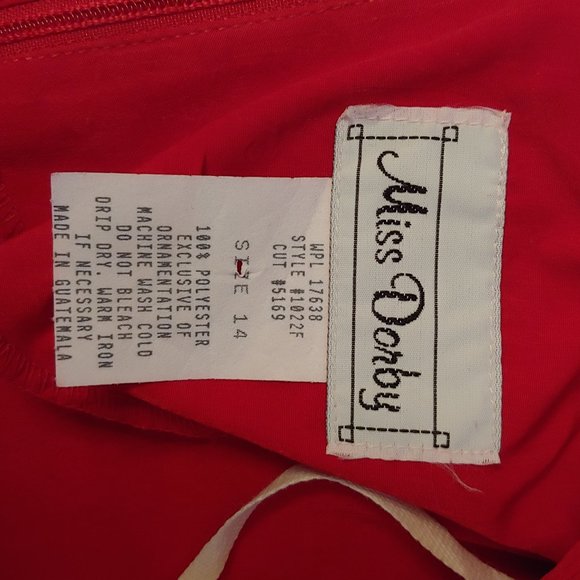 Miss Dorby
WPL 17638
STYLE #1022F
CUT #5169
SIZE 14
100% POLYESTER
EXCLUSIVE OF
ORNAMENTATION
MACHINE WASH COLD
DO NOT BLEACH
DRIP DRY. WARM IRON
IF NECESSARY
MADE IN GUATEMALA